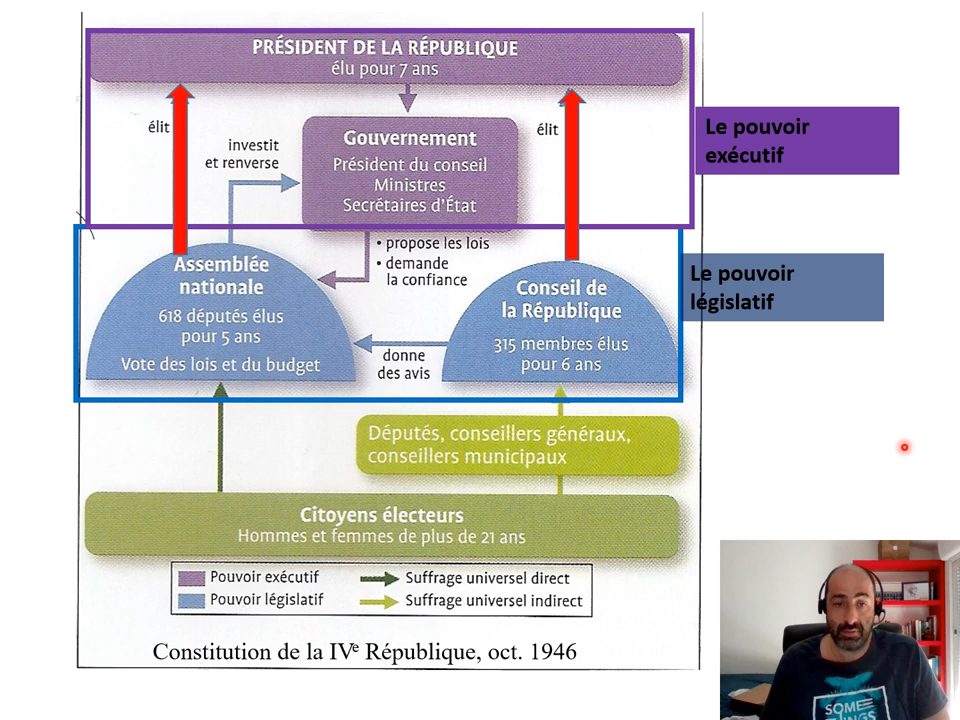 PRÉSIDENT DE LA RÉPUBLIQUE
élu pour 7 ans
élit
investit
et renverse
Gouvernement
Président du conseil
Ministres
Secrétaires d'État
élit
Le pouvoir
exécutif
• propose les lois
• demande
la confiance
Assemblée
nationale
618 députés élus
pour 5 ans
Vote des lois et du budget
Conseil de
la République
315 membres élus
pour 6 ans
donne
des avis
Le pouvoir
législatif
Députés, conseillers généraux,
conseillers municipaux
Citoyens électeurs
Hommes et femmes de plus de 21 ans
Pouvoir exécutif
Suffrage universel direct
Pouvoir législatif
Suffrage universel indirect
Constitution de la IVe République, oct. 1946
SOME